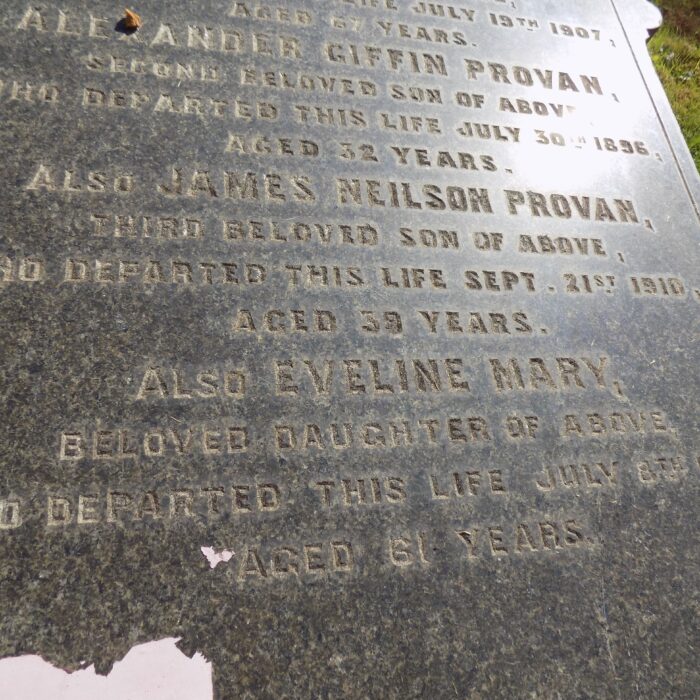 LIFE JULY 19TH 1907,
AGED 67 YEARS.
ALEXANDER GIFFIN PROVAN,
SECOND BELOVED SON OF ABOVE
WHO DEPARTED THIS LIFE JULY 30TH 1896,
AGED 32 YEARS.
ALSO JAMES NEILSON PROVAN,
THIRD BELOVED SON OF ABOVE,
WHO DEPARTED THIS LIFE SEPT. 21ST 1910,
AGED 39 YEARS.
ALSO EVELINE MARY,
BELOVED DAUGHTER OF ABOVE,
WHO DEPARTED THIS LIFE JULY 8TH
AGED 61 YEARS.